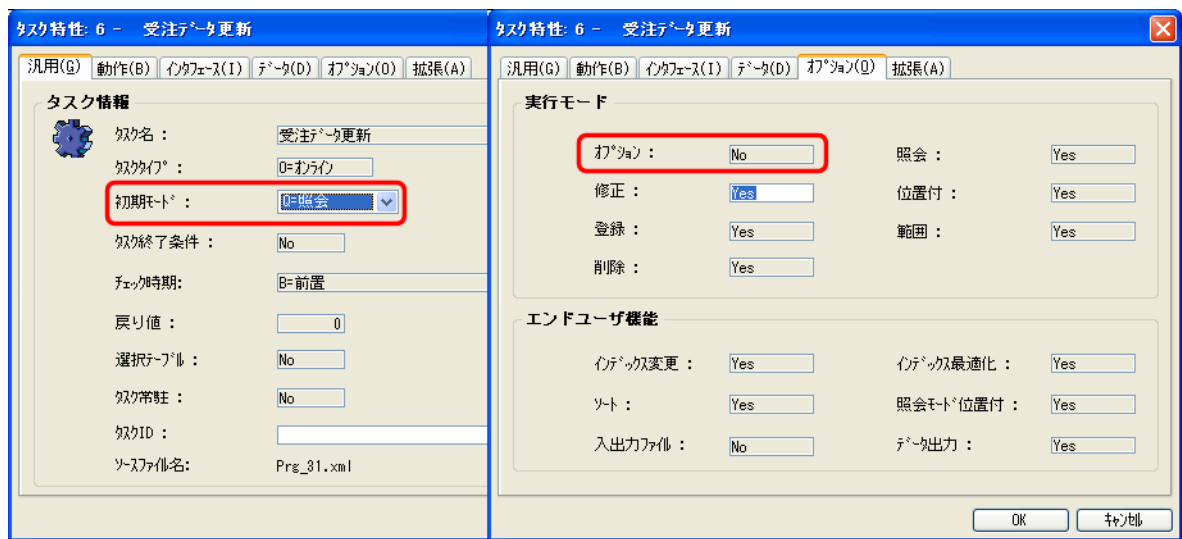 ﾀｽｸ特性: 6 - 受注ﾃﾞｰﾀ更新
汎用(G) 動作(B) ｲﾝﾀﾌｪｰｽ(I) ﾃﾞｰﾀ(D) ｵﾌﾟｼｮﾝ(O) 拡張(A)
タスク情報
ﾀｽｸ名： 受注ﾃﾞｰﾀ更新
ﾀｽｸﾀｲﾌﾟ： O=ｵﾝﾗｲﾝ
初期ﾓｰﾄﾞ： Q=照会
ﾀｽｸ終了条件： No
ﾁｪｯｸ時期: B=前置
戻り値： 0
選択ﾃｰﾌﾞﾙ： No
ﾀｽｸ常駐： No
ﾀｽｸID：
ｿｰｽﾌｧｲﾙ名: Prg_31.xml
ﾀｽｸ特性: 6 - 受注ﾃﾞｰﾀ更新
汎用(G) 動作(B) ｲﾝﾀﾌｪｰｽ(I) ﾃﾞｰﾀ(D) ｵﾌﾟｼｮﾝ(O) 拡張(A)
実行モード
ｵﾌﾟｼｮﾝ： No 照会： Yes
修正： Yes 位置付： Yes
登録： Yes 範囲： Yes
削除： Yes
エンドユーザ機能
ｲﾝﾃﾞｯｸｽ変更： Yes ｲﾝﾃﾞｯｸｽ最適化： Yes
ｿｰﾄ： Yes 照会ﾓｰﾄﾞ位置付： Yes
入出力ﾌｧｲﾙ： No ﾃﾞｰﾀ出力： Yes
OK ｷｬﾝｾﾙ